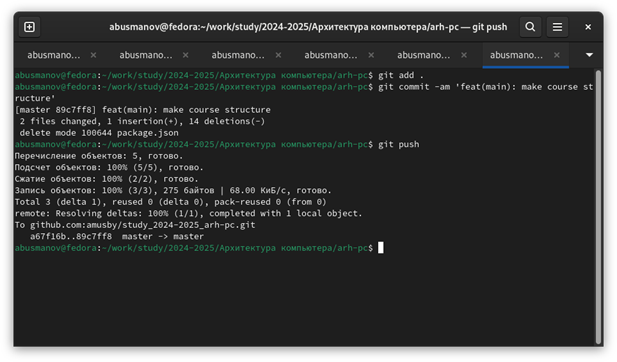 abusmanov@fedora:~/work/study/2024-2025/Архитектура компьютера/arh-pc — git push
abusmano… × abusmano… × abusmano… × abusmano… × abusmano… × abusmano… ×
abusmanov@fedora:~/work/study/2024-2025/Архитектура компьютера/arh-pc$ git add .
abusmanov@fedora:~/work/study/2024-2025/Архитектура компьютера/arh-pc$ git commit -am 'feat(main): make course st
ructure'
[master 89c7ff8] feat(main): make course structure
2 files changed, 1 insertion(+), 14 deletions(-)
delete mode 100644 package.json
abusmanov@fedora:~/work/study/2024-2025/Архитектура компьютера/arh-pc$ git push
Перечисление объектов: 5, готово.
Подсчет объектов: 100% (5/5), готово.
Сжатие объектов: 100% (2/2), готово.
Запись объектов: 100% (3/3), 275 байтов | 68.00 КиБ/с, готово.
Total 3 (delta 1), reused 0 (delta 0), pack-reused 0 (from 0)
remote: Resolving deltas: 100% (1/1), completed with 1 local object.
To github.com:amusby/study_2024-2025_arh-pc.git
a67f16b..89c7ff8 master -> master
abusmanov@fedora:~/work/study/2024-2025/Архитектура компьютера/arh-pc$